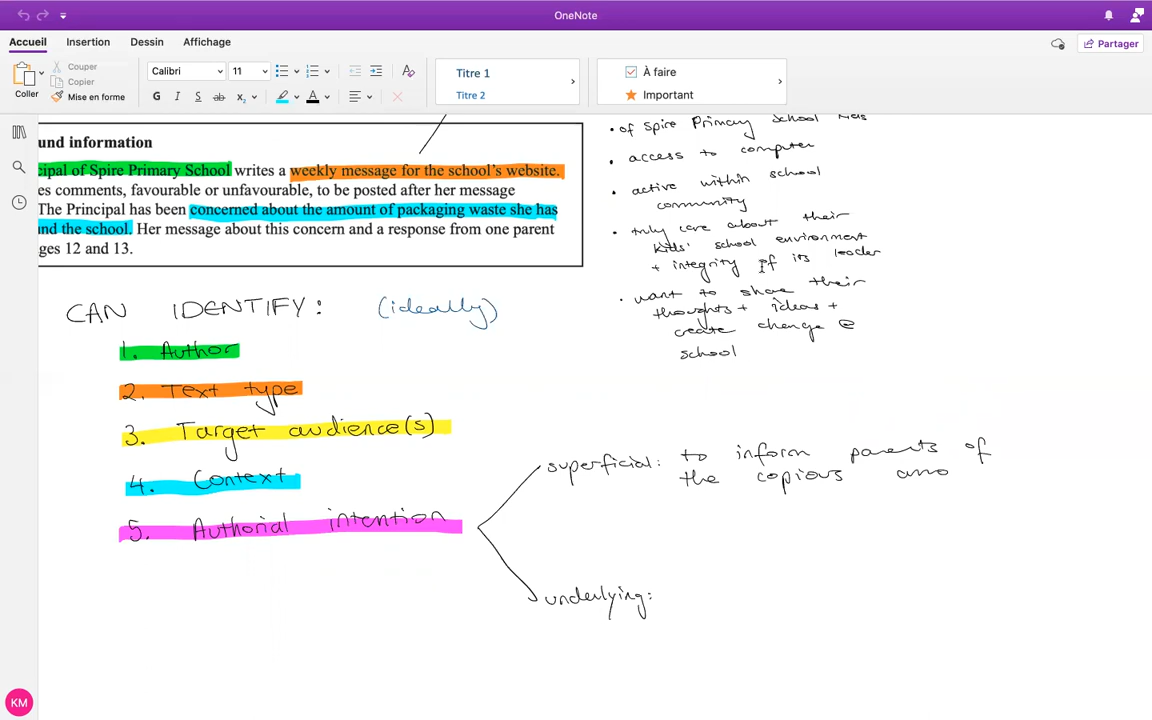 OneNote
Accueil Insertion Dessin Affichage
Partager
Coller
Couper
Copier
Mise en forme
Calibri 11
G I S ab x₂ A
Titre 1
Titre 2
À faire
Important
und information
cipal of Spire Primary School writes a weekly message for the school's website.
es comments, favourable or unfavourable, to be posted after her message
The Principal has been concerned about the amount of packaging waste she has
und the school. Her message about this concern and a response from one parent
ges 12 and 13.
• of Spire Primary School kids
• access to computer
• active within school
community
• truly care about their
kids' school environment
+ integrity of its leader
• want to share their
thoughts + ideas +
create change @
school
CAN IDENTIFY: (ideally)
1. Author
2. Text type
3. Target audience(s)
4. Context
5. Authorial intention
superficial: to inform parents of
the copious amo
underlying:
KM